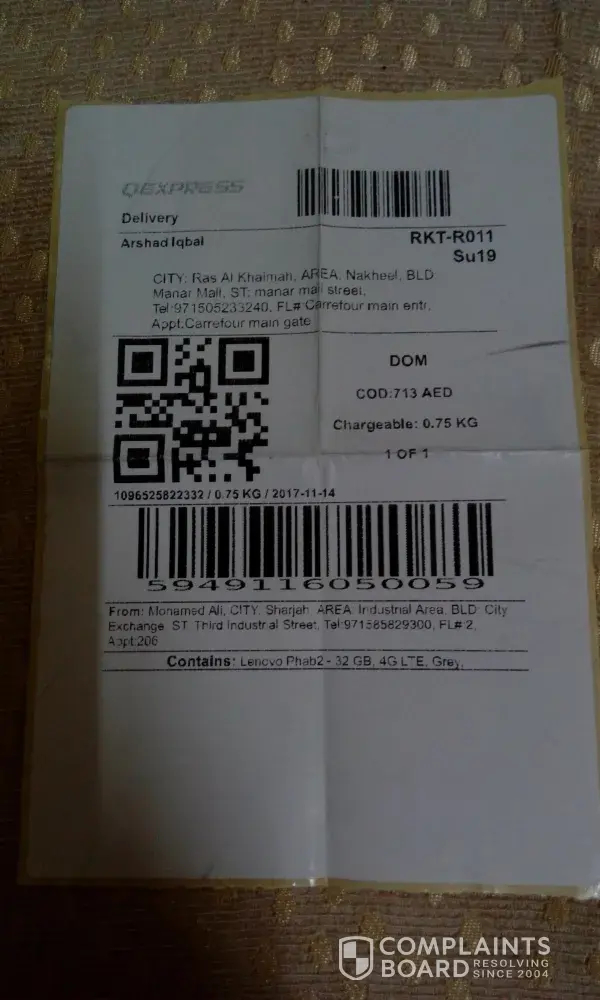 QEXPRESS
Delivery
Arshad Iqbal
RKT-R011
Su19
CITY: Ras Al Khaimah, AREA, Nakheel, BLD:
Manar Mall, ST: manar mall street,
Tel:971505233240, FL#:Carrefour main entr,
Appt:Carrefour main gate
DOM
COD:713 AED
Chargeable: 0.75 KG
1 OF 1
1096525822332 / 0.75 KG / 2017-11-14
5949116050059
From: Mohamed Ali, CITY: Sharjah, AREA: Industrial Area, BLD: City
Exchange, ST: Third Industrial Street, Tel:971585829300, FL#:2,
Appt:206
Contains: Lenovo Phab2 - 32 GB, 4G LTE, Grey,
COMPLAINTS
BOARD RESOLVING
SINCE 2004